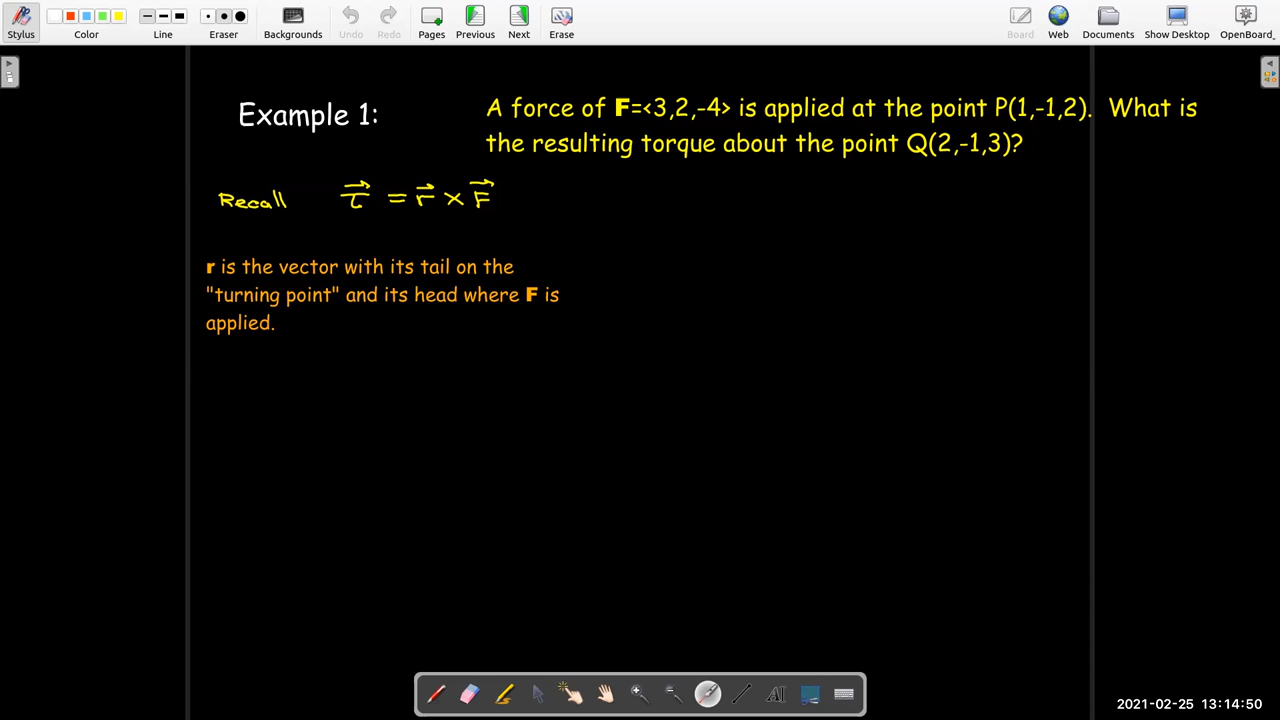 Stylus
Color
Line
Eraser
Backgrounds
Undo
Redo
Pages
Previous
Next
Erase
Board
Web
Documents
Show Desktop
OpenBoard
Example 1:
A force of F=<3,2,-4> is applied at the point P(1,-1,2). What is
the resulting torque about the point Q(2,-1,3)?
Recall τ⃗ = r⃗ × F⃗
r is the vector with its tail on the
"turning point" and its head where F is
applied.
AI
2021-02-25 13:14:50